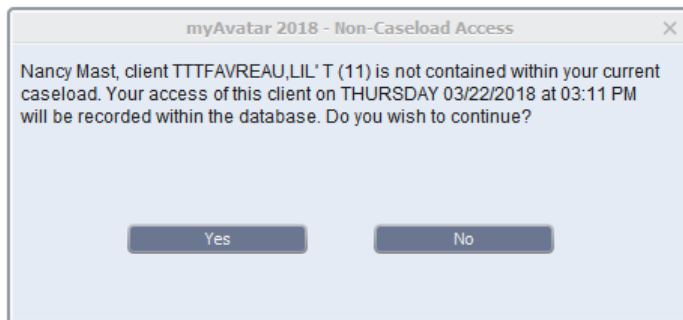 myAvatar 2018 - Non-Caseload Access
Nancy Mast, client TTTFAVREAU,LIL' T (11) is not contained within your current
caseload. Your access of this client on THURSDAY 03/22/2018 at 03:11 PM
will be recorded within the database. Do you wish to continue?
Yes No